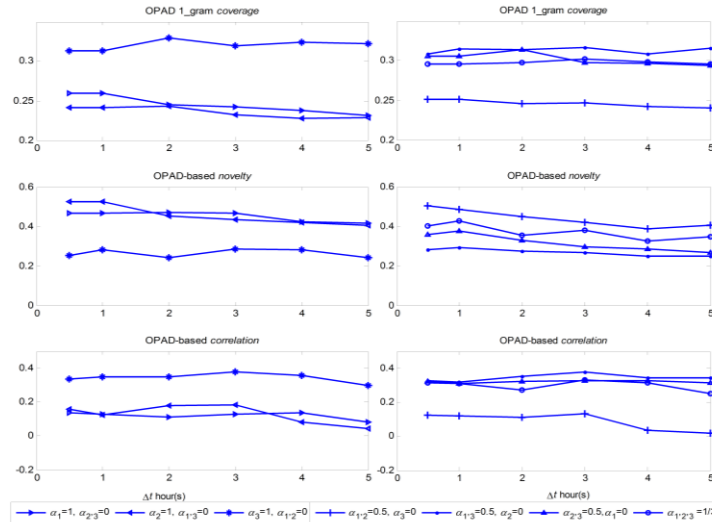 OPAD 1_gram coverage
0.3
0.25
0.2
0 1 2 3 4 5
OPAD 1_gram coverage
0.3
0.25
0.2
0 1 2 3 4 5
OPAD-based novelty
0.6
0.4
0.2
0
0 1 2 3 4 5
OPAD-based novelty
0.6
0.4
0.2
0
0 1 2 3 4 5
OPAD-based correlation
0.4
0.2
0
-0.2
0 1 2 3 4 5
OPAD-based correlation
0.4
0.2
0
-0.2
0 1 2 3 4 5
Δt hour(s)
Δt hour(s)
α1=1, α2'3=0 α2=1, α1'3=0 α3=1, α1'2=0 α1'2=0.5, α3=0 α1'3=0.5, α2=0 α2'3=0.5,α1=0 α1'2'3=1/3